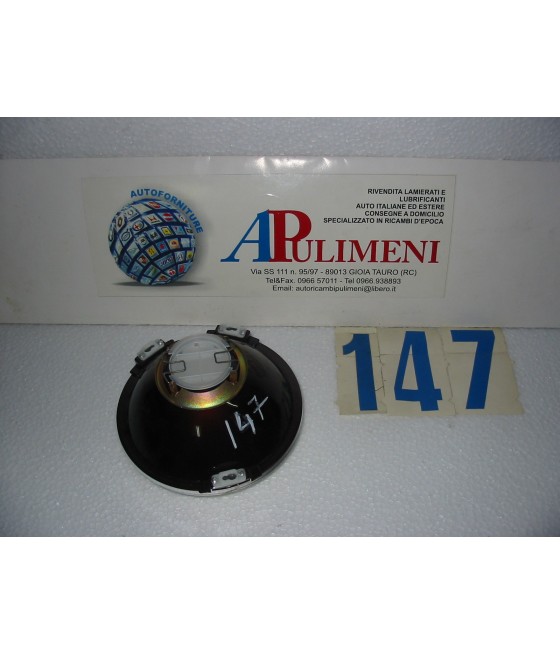 AUTOFORNITURE
APULIMENI
RIVENDITA LAMIERATI E
LUBRIFICANTI
AUTO ITALIANE ED ESTERE
CONSEGNE A DOMICILIO
SPECIALIZZATO IN RICAMBI D'EPOCA
Via SS 111 n. 95/97 - 89013 GIOIA TAURO (RC)
Tel&Fax. 0966 57011 - Tel 0966.938893
Email: autoricambipulimeni@libero.it
147
147